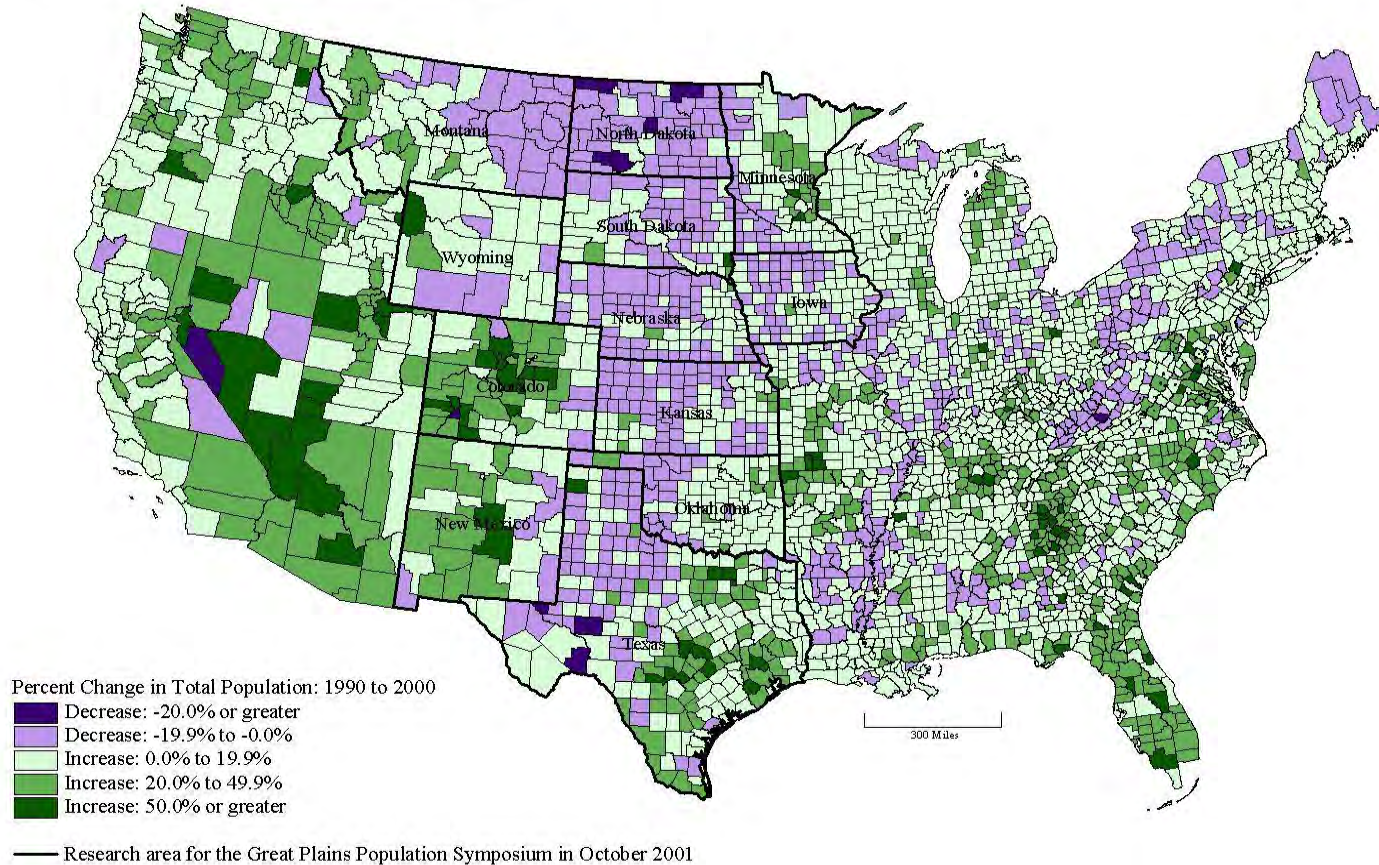 Montana
North Dakota
Minnesota
South Dakota
Wyoming
Iowa
Nebraska
Colorado
Kansas
Oklahoma
New Mexico
Texas
Percent Change in Total Population: 1990 to 2000
Decrease: -20.0% or greater
Decrease: -19.9% to -0.0%
Increase: 0.0% to 19.9%
Increase: 20.0% to 49.9%
Increase: 50.0% or greater
300 Miles
Research area for the Great Plains Population Symposium in October 2001